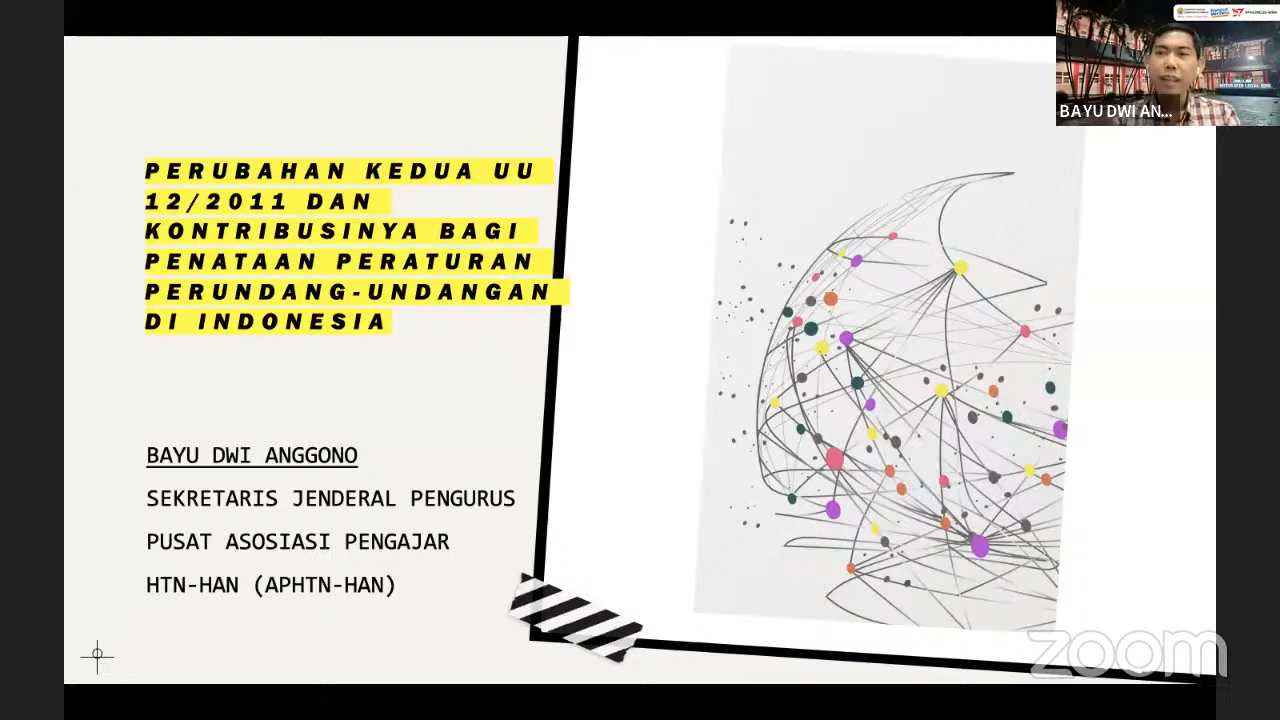 PERUBAHAN KEDUA UU
12/2011 DAN
KONTRIBUSINYA BAGI
PENATAAN PERATURAN
PERUNDANG-UNDANGAN
DI INDONESIA
BAYU DWI ANGGONO
SEKRETARIS JENDERAL PENGURUS
PUSAT ASOSIASI PENGAJAR
HTN-HAN (APHTN-HAN)
BAYU DWI AN...
zoom